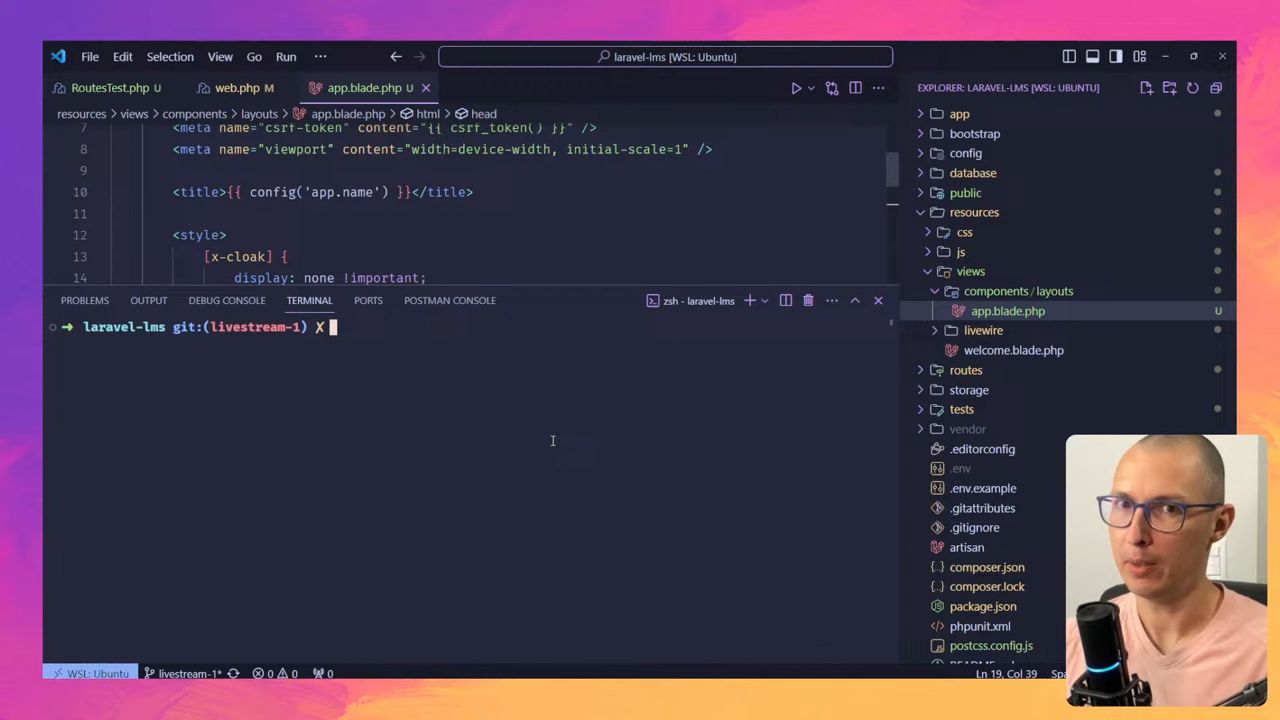 File Edit Selection View Go Run ··· laravel-lms [WSL: Ubuntu]
RoutesTest.php U web.php M app.blade.php U
resources > views > components > layouts > app.blade.php > html > head
7 <meta name="csrf-token" content="{{ csrf_token() }}" />
8 <meta name="viewport" content="width=device-width, initial-scale=1" />
9
10 <title>{{ config('app.name') }}</title>
11
12 <style>
13 [x-cloak] {
14 display: none !important;
PROBLEMS OUTPUT DEBUG CONSOLE TERMINAL PORTS POSTMAN CONSOLE zsh - laravel-lms
➜ laravel-lms git:(livestream-1) ✗
EXPLORER: LARAVEL-LMS [WSL: UBUNTU]
app
bootstrap
config
database
public
resources
css
js
views
components / layouts
app.blade.php U
livewire
welcome.blade.php
routes
storage
tests
vendor
.editorconfig
.env
.env.example
.gitattributes
.gitignore
artisan
composer.json
composer.lock
package.json
phpunit.xml
postcss.config.js
WSL: Ubuntu livestream-1* 0 0 0 Ln 19, Col 39